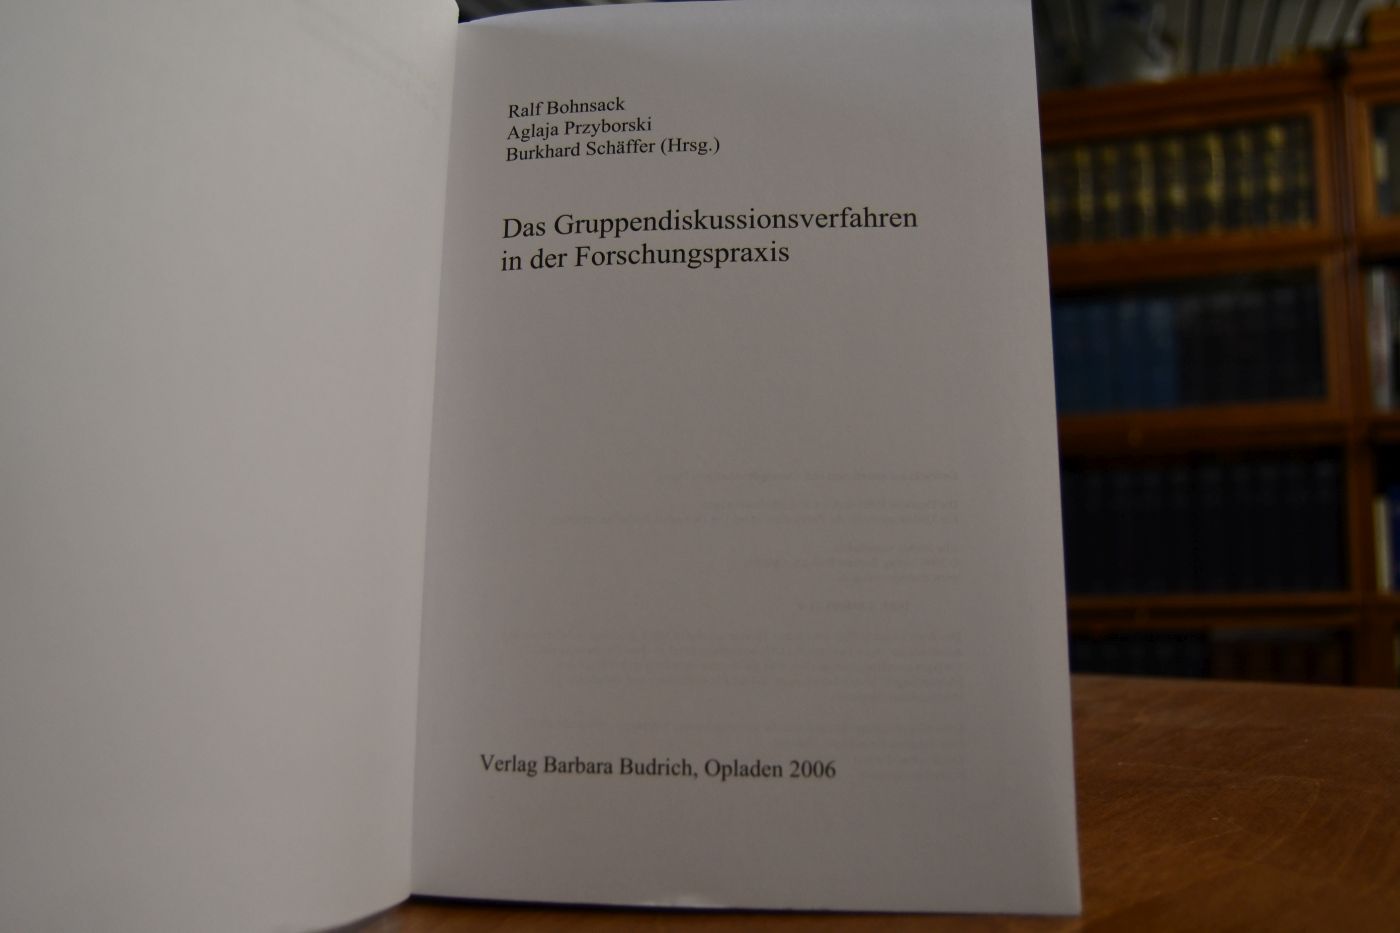 Ralf Bohnsack
Aglaja Przyborski
Burkhard Schäffer (Hrsg.)
Das Gruppendiskussionsverfahren
in der Forschungspraxis
Verlag Barbara Budrich, Opladen 2006